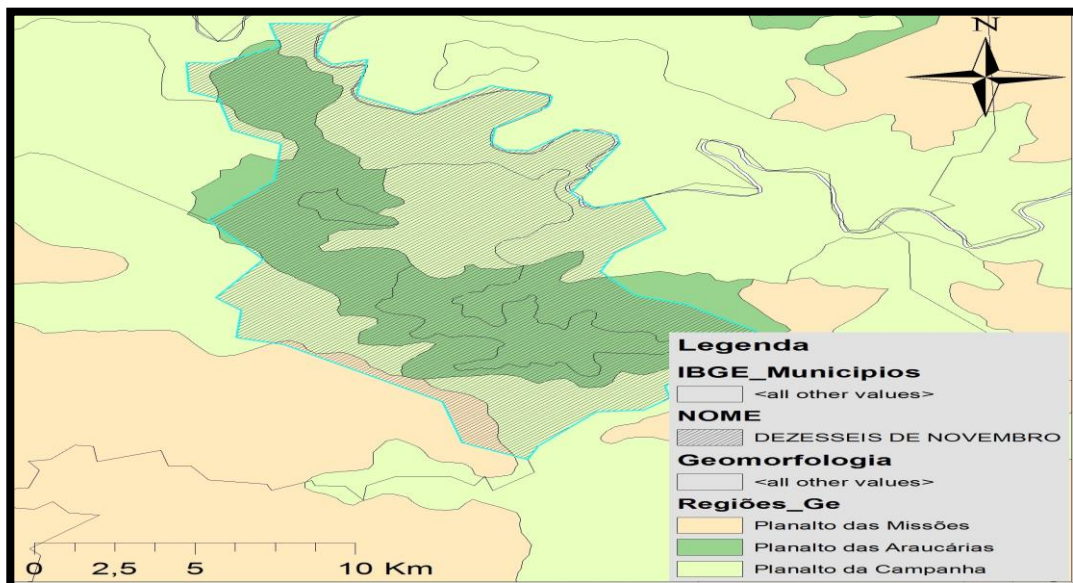 N
Legenda
IBGE_Municipios
<all other values>
NOME
DEZESSEIS DE NOVEMBRO
Geomorfologia
<all other values>
Regiões_Ge
Planalto das Missões
Planalto das Araucárias
Planalto da Campanha
0 2,5 5 10 Km